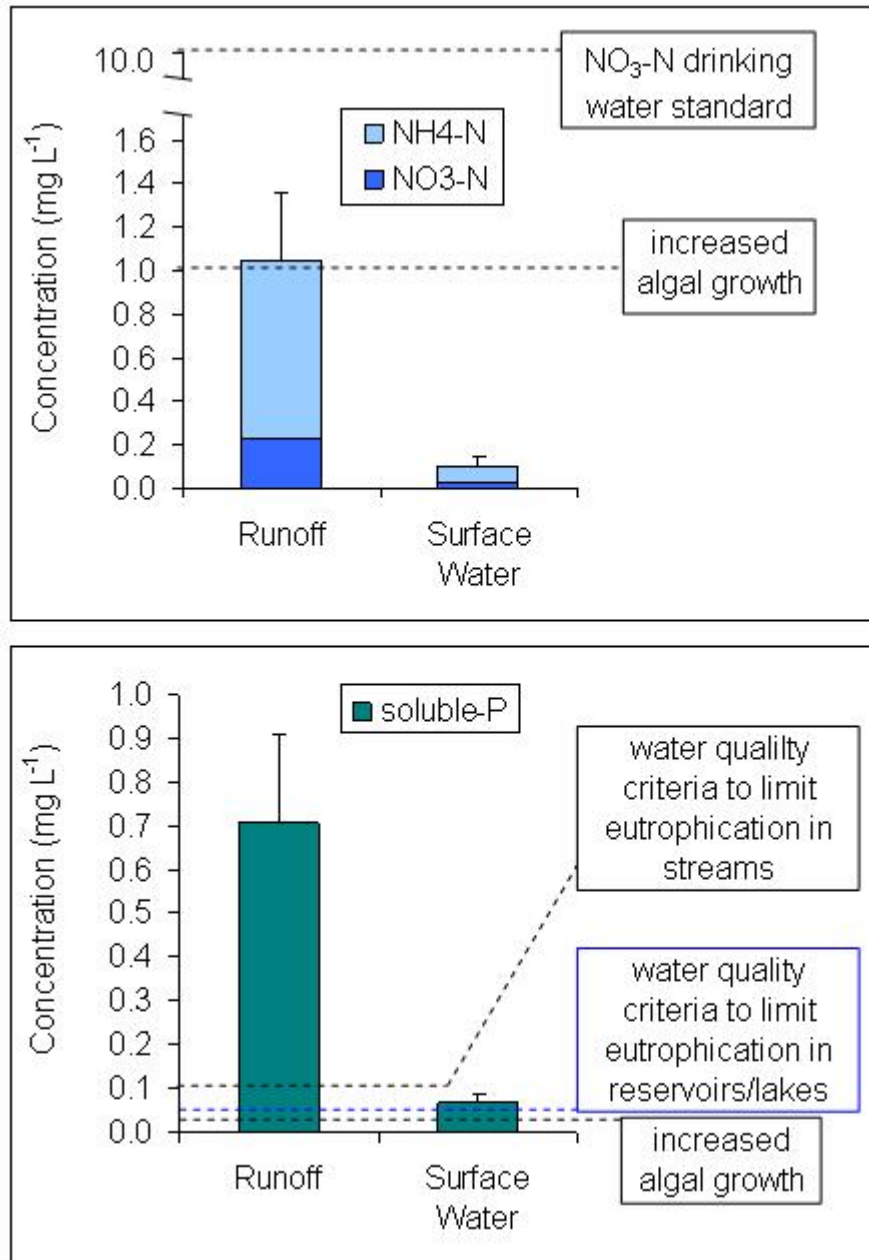 10.0
1.6
1.4
1.2
1.0
0.8
0.6
0.4
0.2
0.0
Concentration (mg L⁻¹)
NH4-N
NO3-N
NO₃-N drinking
water standard
increased
algal growth
Runoff
Surface
Water
1.0
0.9
0.8
0.7
0.6
0.5
0.4
0.3
0.2
0.1
0.0
Concentration (mg L⁻¹)
soluble-P
water qualilty
criteria to limit
eutrophication in
streams
water quality
criteria to limit
eutrophication in
reservoirs/lakes
increased
algal growth
Runoff
Surface
Water